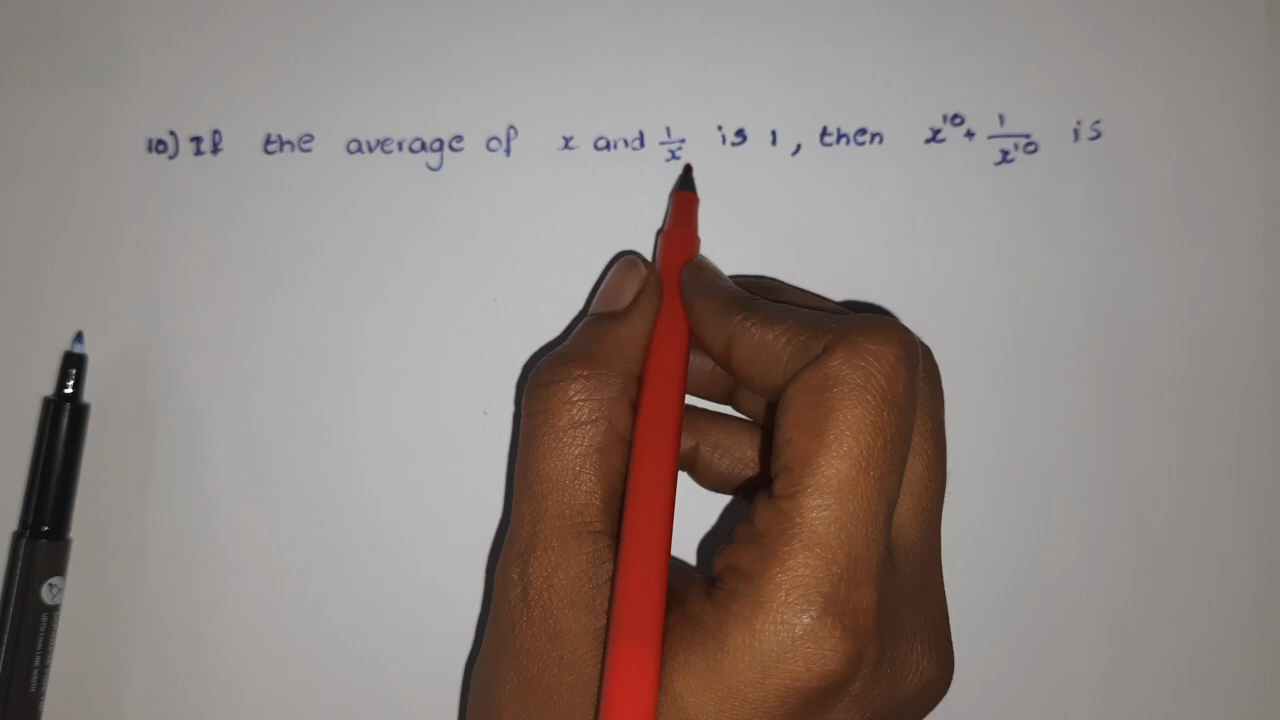 10) If the average of x and 1/x is 1, then x¹⁰ + 1/x¹⁰ is